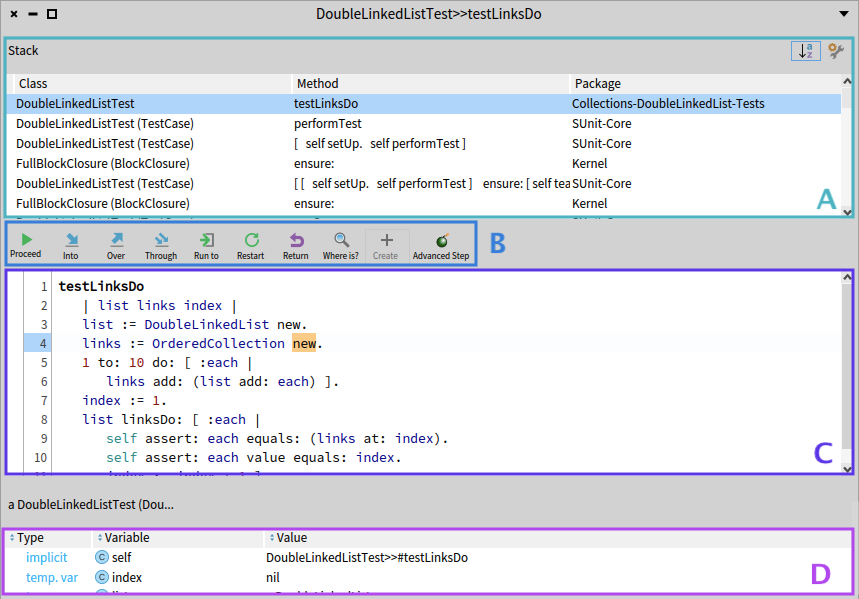 DoubleLinkedListTest>>testLinksDo
Stack
Class Method Package
DoubleLinkedListTest testLinksDo Collections-DoubleLinkedList-Tests
DoubleLinkedListTest (TestCase) performTest SUnit-Core
DoubleLinkedListTest (TestCase) [ self setUp. self performTest ] SUnit-Core
FullBlockClosure (BlockClosure) ensure: Kernel
DoubleLinkedListTest (TestCase) [ [ self setUp. self performTest ] ensure: [ self tea SUnit-Core
FullBlockClosure (BlockClosure) ensure: Kernel
A
Proceed Into Over Through Run to Restart Return Where is? Create Advanced Step
B
1 testLinksDo
2 | list links index |
3 list := DoubleLinkedList new.
4 links := OrderedCollection new.
5 1 to: 10 do: [ :each |
6 links add: (list add: each) ].
7 index := 1.
8 list linksDo: [ :each |
9 self assert: each equals: (links at: index).
10 self assert: each value equals: index.
C
a DoubleLinkedListTest (Dou...
Type Variable Value
implicit C self DoubleLinkedListTest>>#testLinksDo
temp. var C index nil
D